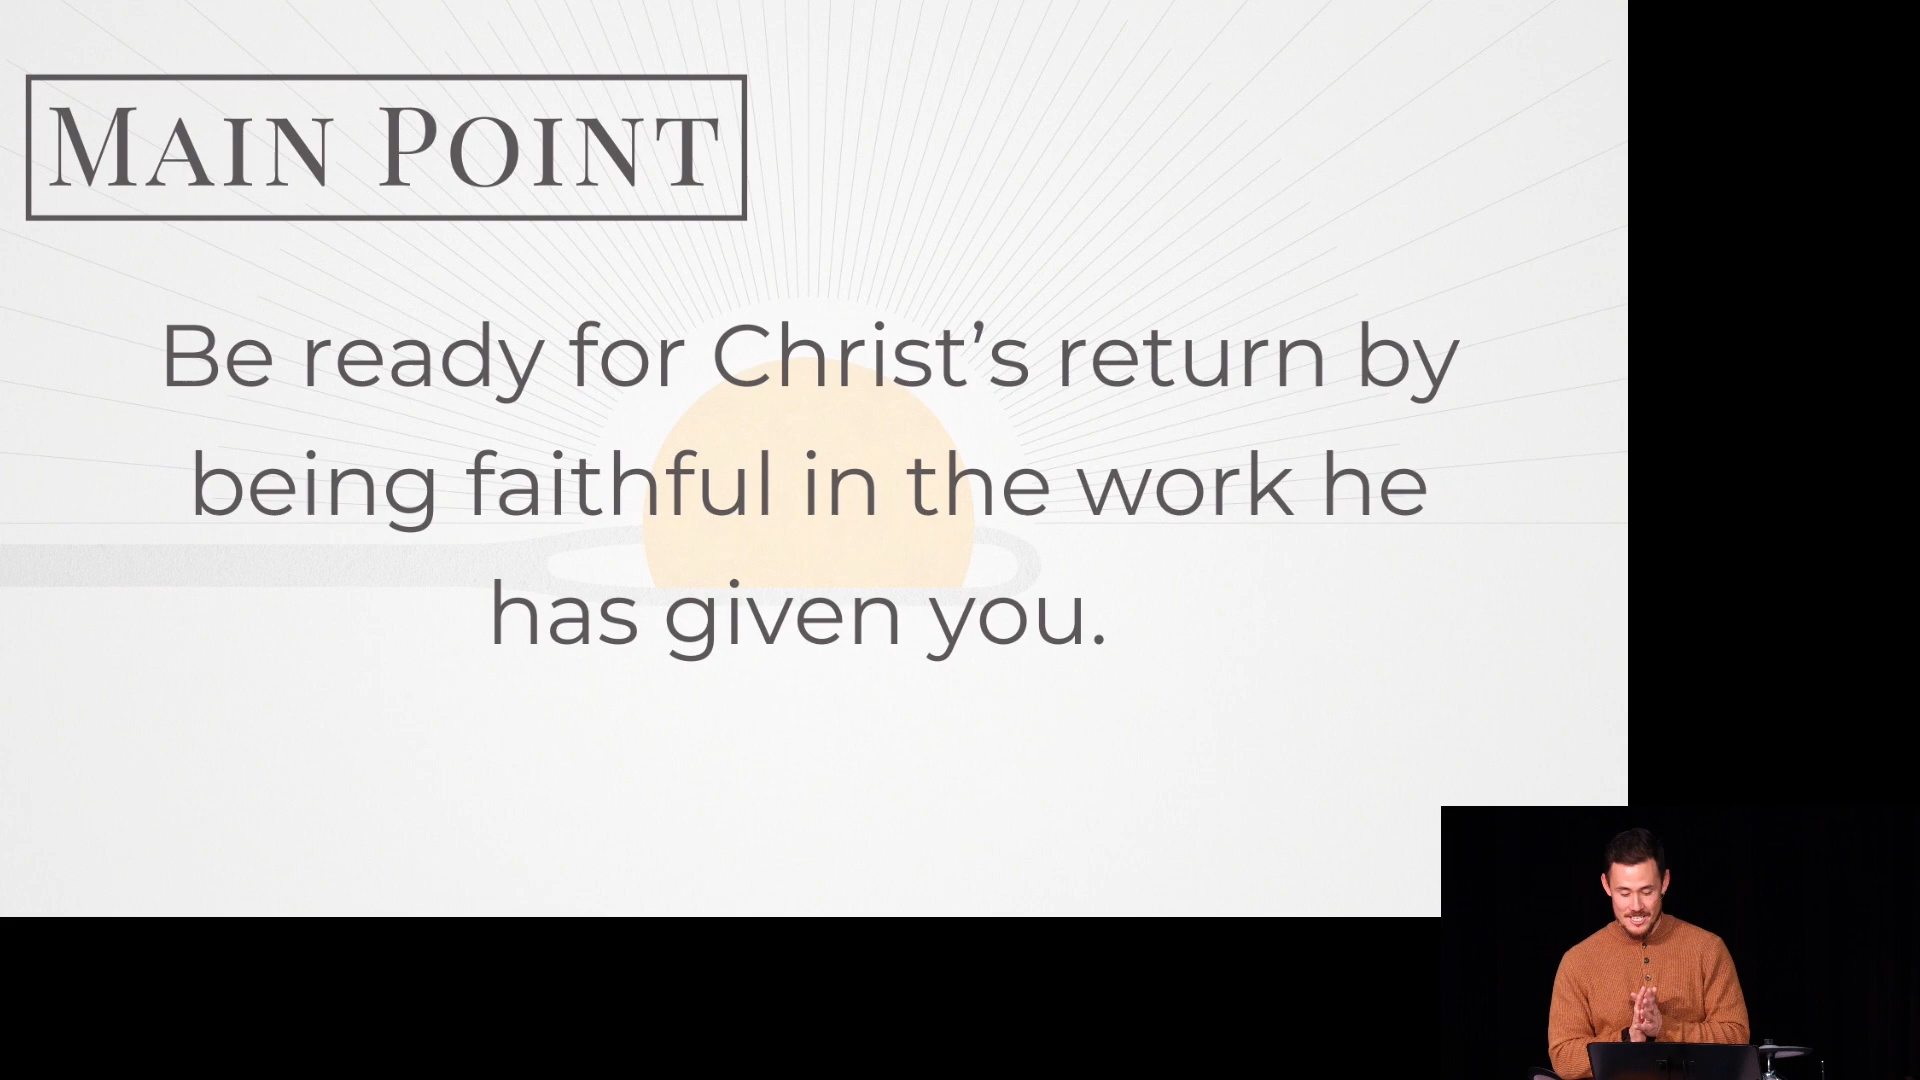 MAIN POINT
Be ready for Christ’s return by
being faithful in the work he
has given you.